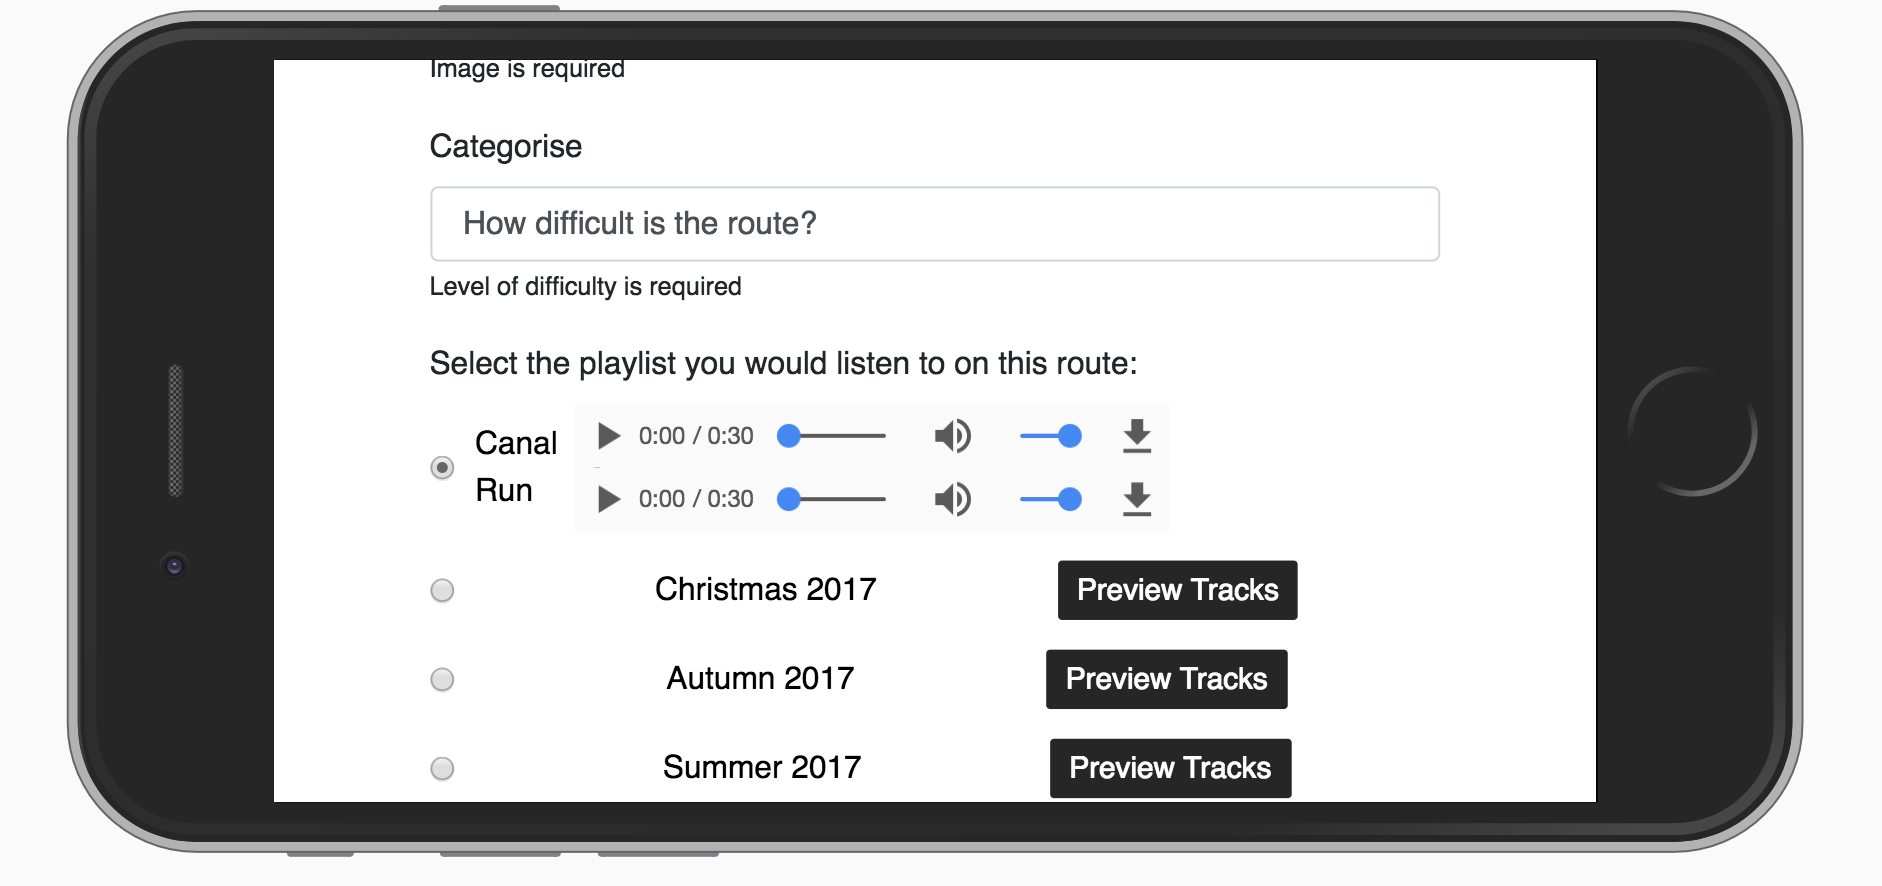 Image is required
Categorise
How difficult is the route?
Level of difficulty is required
Select the playlist you would listen to on this route:
Canal
Run
0:00 / 0:30
0:00 / 0:30
Christmas 2017
Preview Tracks
Autumn 2017
Preview Tracks
Summer 2017
Preview Tracks